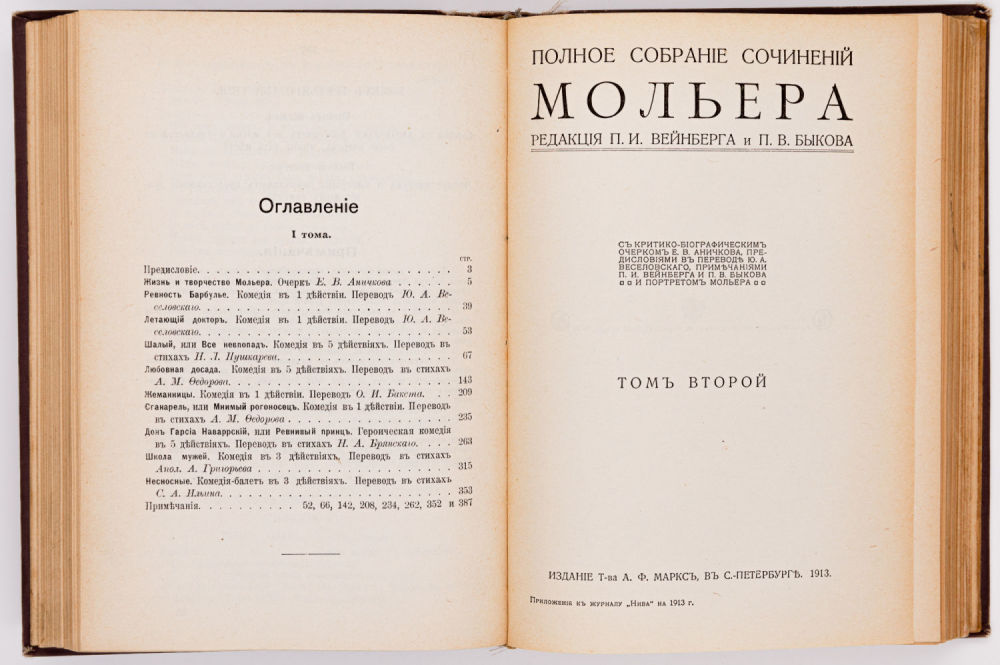 Оглавленіе
I тома.
стр.
Предисловіе. . . . . . . . . . . . . . . . . . . . . . . . . . 3
Жизнь и творчество Мольера. Очеркъ Е. В. Аничкова . . . . . . 5
Ревность Барбулье. Комедія въ 1 дѣйствіи. Переводъ Ю. А. Ве-
селовскаго. . . . . . . . . . . . . . . . . . . . . . . . 39
Летающій докторъ. Комедія въ 1 дѣйствіи. Переводъ Ю. А. Ве-
селовскаго. . . . . . . . . . . . . . . . . . . . . . . . 53
Шалый, или Все невпопадъ. Комедія въ 5 дѣйствіяхъ. Переводъ въ
стихахъ Н. Л. Пушкарева. . . . . . . . . . . . . . . . . . 67
Любовная досада. Комедія въ 5 дѣйствіяхъ. Переводъ въ стихахъ
А. М. Ѳедорова. . . . . . . . . . . . . . . . . . . . . . 143
Жеманницы. Комедія въ 1 дѣйствіи. Переводъ О. И. Бакста. . . 209
Сганарель, или Мнимый рогоносецъ. Комедія въ 1 дѣйствіи. Переводъ
въ стихахъ А. М. Ѳедорова . . . . . . . . . . . . . . . . 235
Донъ Гарсіа Наваррскій, или Ревнивый принцъ. Героическая комедія
въ 5 дѣйствіяхъ. Переводъ въ стихахъ Н. А. Брянскаго. . . . 263
Школа мужей. Комедія въ 3 дѣйствіяхъ. Переводъ въ стихахъ
Апол. А. Григорьева . . . . . . . . . . . . . . . . . . . 315
Несносные. Комедія-балетъ въ 3 дѣйствіяхъ. Переводъ въ стихахъ
С. А. Ильина. . . . . . . . . . . . . . . . . . . . . . . 353
Примѣчанія. . . . . . . . . . 52, 66, 142, 208, 234, 262, 352 и 387
ПОЛНОЕ СОБРАНІЕ СОЧИНЕНІЙ
МОЛЬЕРА
РЕДАКЦІЯ П. И. ВЕЙНБЕРГА и П. В. БЫКОВА
СЪ КРИТИКО-БІОГРАФИЧЕСКИМЪ
ОЧЕРКОМЪ Е. В. АНИЧКОВА, ПРЕ-
ДИСЛОВІЯМИ ВЪ ПЕРЕВОДѢ Ю. А.
ВЕСЕЛОВСКАГО, ПРИМѢЧАНІЯМИ
П. И. ВЕЙНБЕРГА И П. В. БЫКОВА
И ПОРТРЕТОМЪ МОЛЬЕРА
ТОМЪ ВТОРОЙ
ИЗДАНІЕ Т-ва А. Ф. МАРКСЪ, ВЪ С.-ПЕТЕРБУРГѢ. 1913.
Приложенія къ журналу „Нива" на 1913 г.